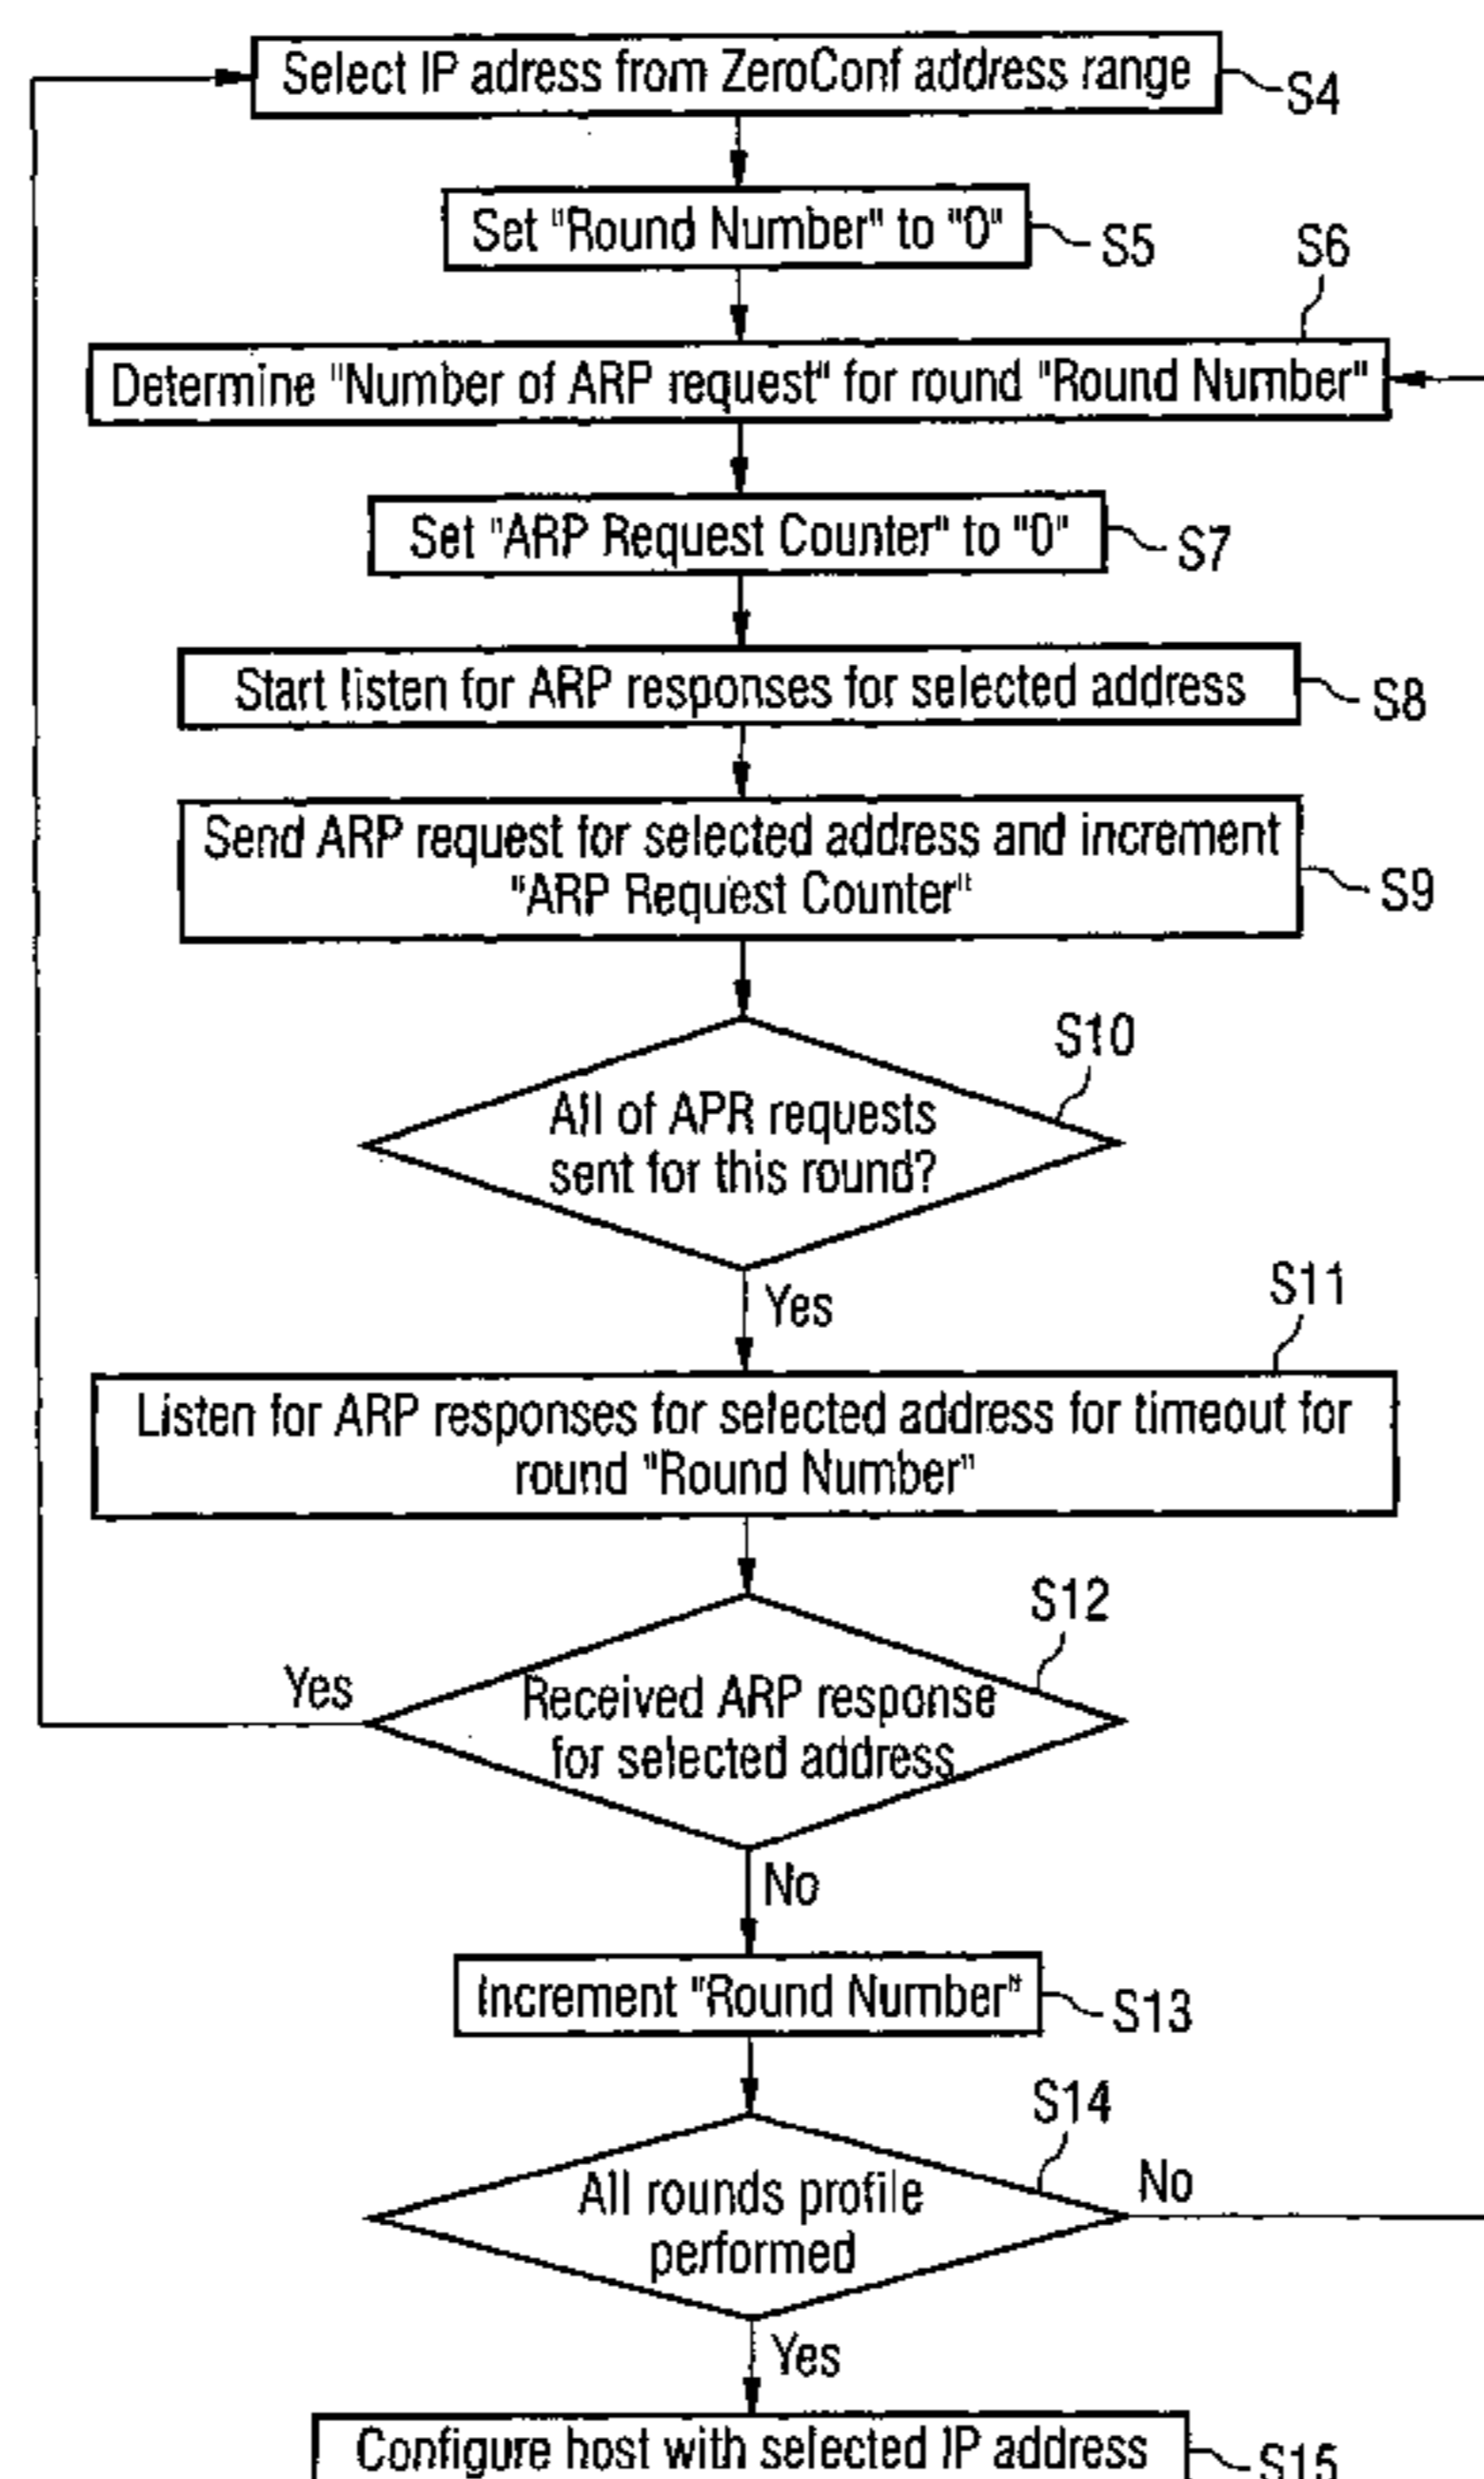 Select IP adress from ZeroConf address range
S4
Set "Round Number" to "0"
S5
S6
Determine "Number of ARP request" for round "Round Number"
Set "ARP Request Counter" to "0"
S7
Start listen for ARP responses for selected address
S8
Send ARP request for selected address and increment
"ARP Request Counter"
S9
S10
All of APR requests
sent for this round?
Yes
S11
Listen for ARP responses for selected address for timeout for
round "Round Number"
S12
Yes
Received ARP response
for selected address
No
Increment "Round Number"
S13
S14
No
All rounds profile
performed
Yes
Configure host with selected IP address
S15